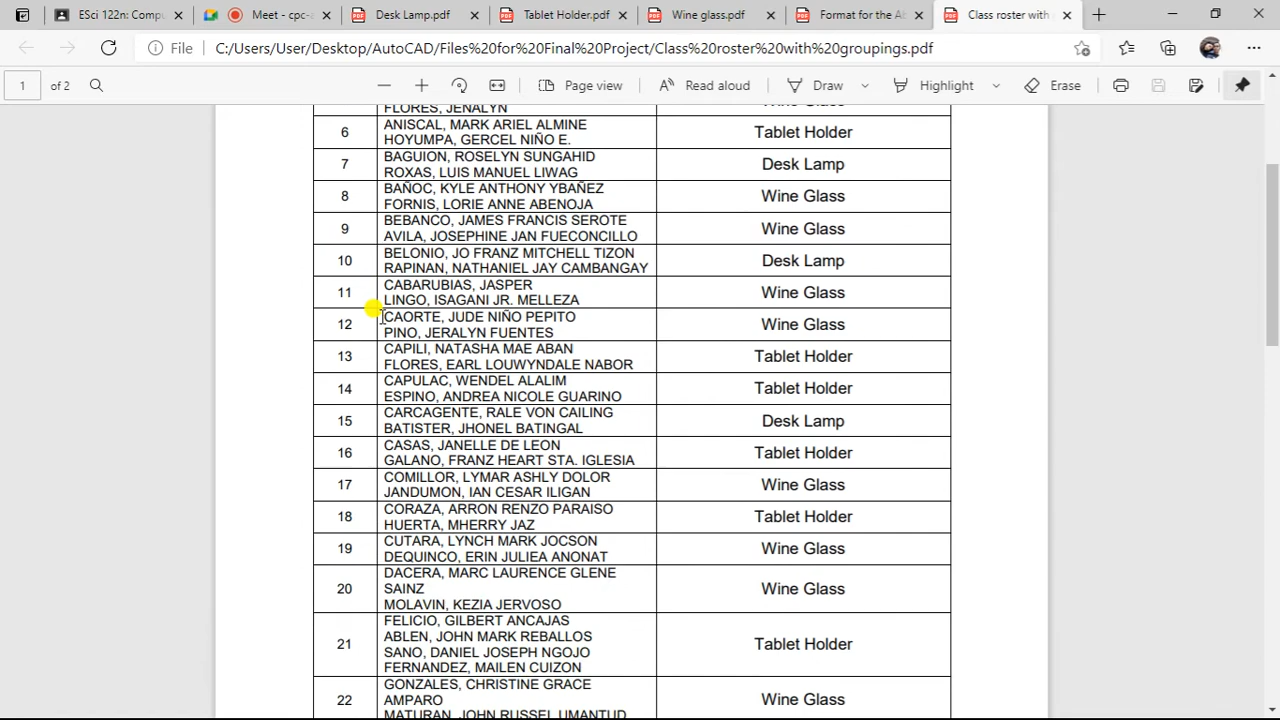 ESci 122n: Compu
Meet - cpc-a
Desk Lamp.pdf
Tablet Holder.pdf
Wine glass.pdf
Format for the Ab
Class roster with g
File C:/Users/User/Desktop/AutoCAD/Files%20for%20Final%20Project/Class%20roster%20with%20groupings.pdf
1 of 2 Page view Read aloud Draw Highlight Erase
FLORES, JENALYN Wine Glass
6 ANISCAL, MARK ARIEL ALMINE
HOYUMPA, GERCEL NIÑO E.
Tablet Holder
7 BAGUION, ROSELYN SUNGAHID
ROXAS, LUIS MANUEL LIWAG
Desk Lamp
8 BAÑOC, KYLE ANTHONY YBAÑEZ
FORNIS, LORIE ANNE ABENOJA
Wine Glass
9 BEBANCO, JAMES FRANCIS SEROTE
AVILA, JOSEPHINE JAN FUECONCILLO
Wine Glass
10 BELONIO, JO FRANZ MITCHELL TIZON
RAPINAN, NATHANIEL JAY CAMBANGAY
Desk Lamp
11 CABARUBIAS, JASPER
LINGO, ISAGANI JR. MELLEZA
Wine Glass
12 CAORTE, JUDE NIÑO PEPITO
PINO, JERALYN FUENTES
Wine Glass
13 CAPILI, NATASHA MAE ABAN
FLORES, EARL LOUWYNDALE NABOR
Tablet Holder
14 CAPULAC, WENDEL ALALIM
ESPINO, ANDREA NICOLE GUARINO
Tablet Holder
15 CARCAGENTE, RALE VON CAILING
BATISTER, JHONEL BATINGAL
Desk Lamp
16 CASAS, JANELLE DE LEON
GALANO, FRANZ HEART STA. IGLESIA
Tablet Holder
17 COMILLOR, LYMAR ASHLY DOLOR
JANDUMON, IAN CESAR ILIGAN
Wine Glass
18 CORAZA, ARRON RENZO PARAISO
HUERTA, MHERRY JAZ
Tablet Holder
19 CUTARA, LYNCH MARK JOCSON
DEQUINCO, ERIN JULIEA ANONAT
Wine Glass
20 DACERA, MARC LAURENCE GLENE
SAINZ
MOLAVIN, KEZIA JERVOSO
Wine Glass
21 FELICIO, GILBERT ANCAJAS
ABLEN, JOHN MARK REBALLOS
SANO, DANIEL JOSEPH NGOJO
FERNANDEZ, MAILEN CUIZON
Tablet Holder
22 GONZALES, CHRISTINE GRACE
AMPARO
MATURAN, JOHN RUSSEL UMANTUD
Wine Glass